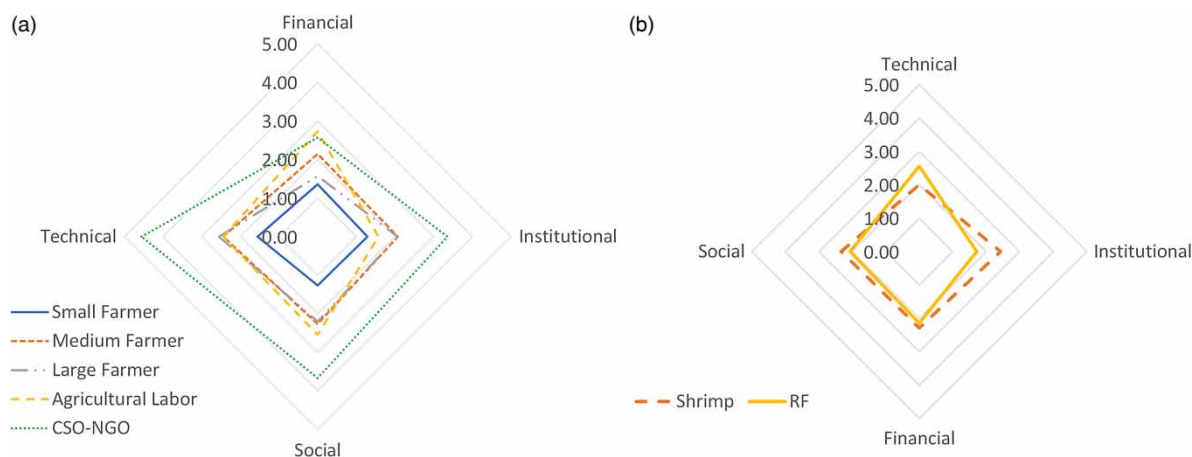 (a)
Financial
5.00
4.00
3.00
2.00
1.00
0.00
Technical
Institutional
Small Farmer
Medium Farmer
Large Farmer
Agricultural Labor
CSO-NGO
Social
(b)
Technical
5.00
4.00
3.00
2.00
1.00
0.00
Social
Institutional
Shrimp
RF
Financial